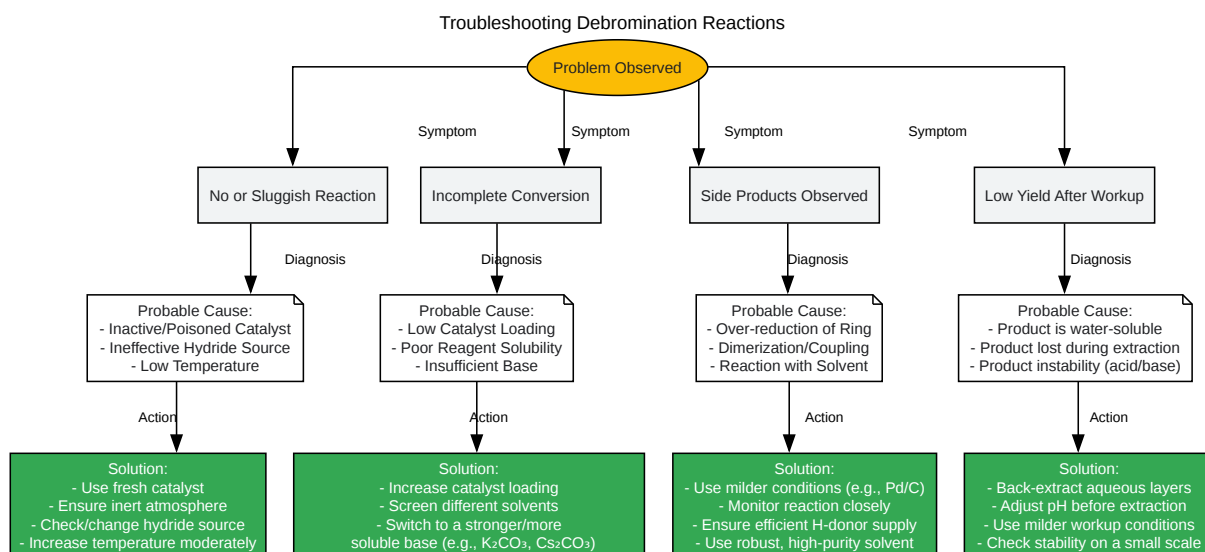 Troubleshooting Debromination Reactions
Problem Observed
Symptom
Symptom
Symptom
Symptom
No or Sluggish Reaction
Incomplete Conversion
Side Products Observed
Low Yield After Workup
Diagnosis
Diagnosis
Diagnosis
Diagnosis
Probable Cause:
- Inactive/Poisoned Catalyst
- Ineffective Hydride Source
- Low Temperature
Probable Cause:
- Low Catalyst Loading
- Poor Reagent Solubility
- Insufficient Base
Probable Cause:
- Over-reduction of Ring
- Dimerization/Coupling
- Reaction with Solvent
Probable Cause:
- Product is water-soluble
- Product lost during extraction
- Product instability (acid/base)
Action
Action
Action
Action
Solution:
- Use fresh catalyst
- Ensure inert atmosphere
- Check/change hydride source
- Increase temperature moderately
Solution:
- Increase catalyst loading
- Screen different solvents
- Switch to a stronger/more
soluble base (e.g., K₂CO₃, Cs₂CO₃)
Solution:
- Use milder conditions (e.g., Pd/C)
- Monitor reaction closely
- Ensure efficient H-donor supply
- Use robust, high-purity solvent
Solution:
- Back-extract aqueous layers
- Adjust pH before extraction
- Use milder workup conditions
- Check stability on a small scale